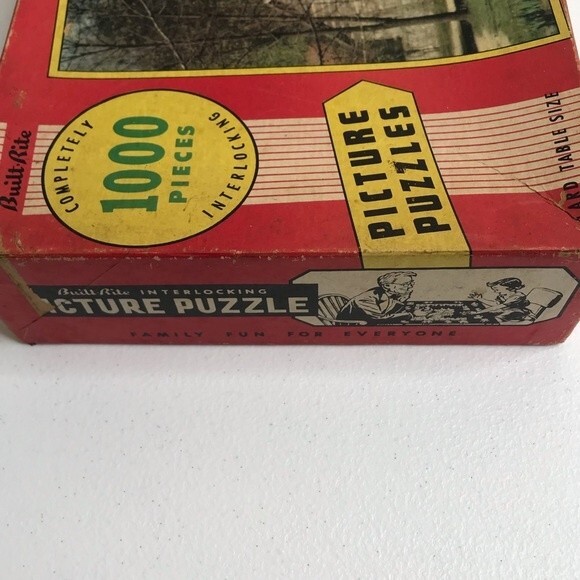 Built-Rite
COMPLETELY
1000
PIECES
INTERLOCKING
PICTURE
PUZZLES
ARD TABLE SIZE
Built-Rite INTERLOCKING
ICTURE PUZZLE
FAMILY FUN FOR EVERYONE